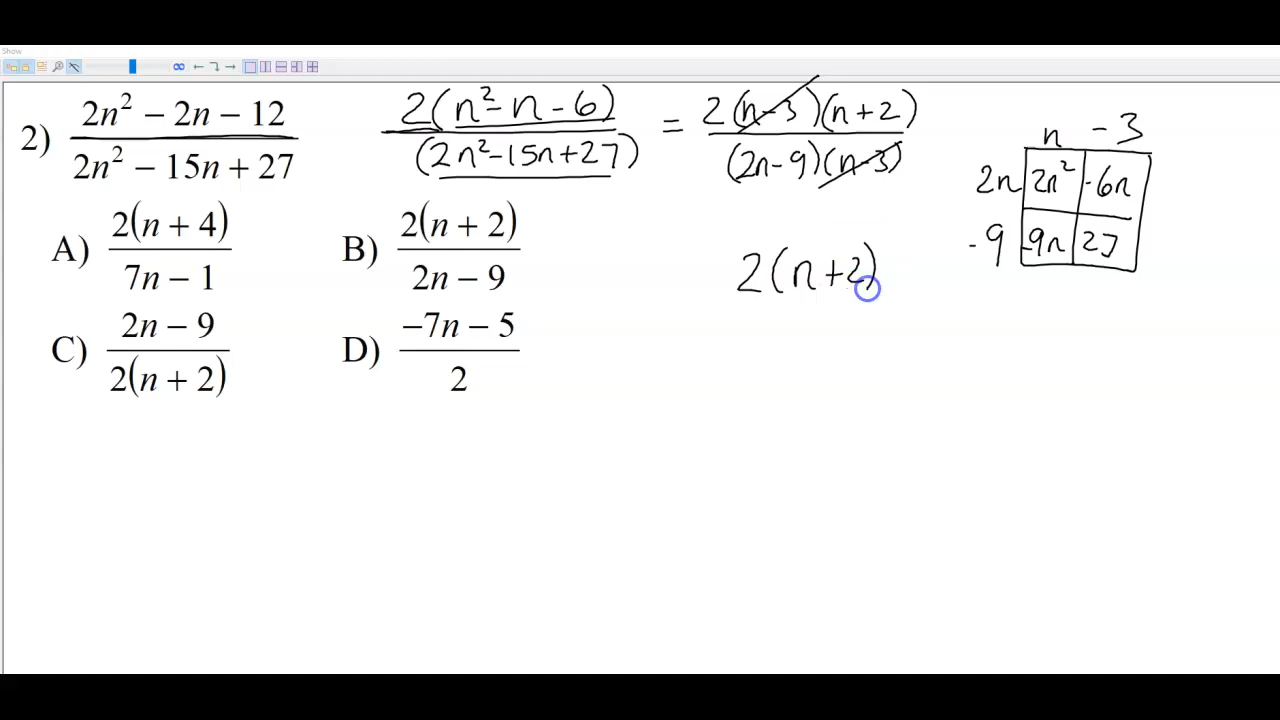 Show
2) (2n² − 2n − 12)/(2n² − 15n + 27)
2(n² − n − 6)/(2n² − 15n + 27) = 2(n−3)(n+2)/(2n−9)(n−3)
A) 2(n + 4)/(7n − 1)
B) 2(n + 2)/(2n − 9)
C) (2n − 9)/2(n + 2)
D) (−7n − 5)/2
2(n+2)
n −3
2n 2n² -6n
-9 -9n 27